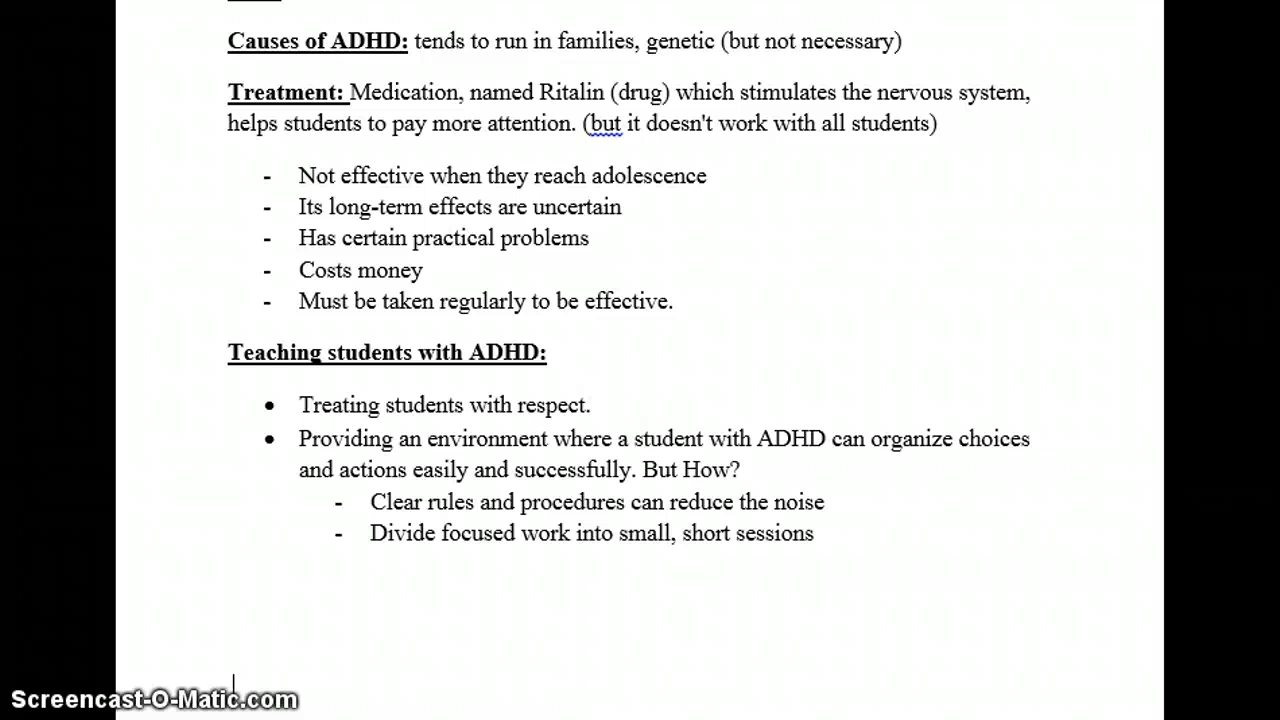 Causes of ADHD: tends to run in families, genetic (but not necessary)
Treatment: Medication, named Ritalin (drug) which stimulates the nervous system,
helps students to pay more attention. (but it doesn't work with all students)
- Not effective when they reach adolescence
- Its long-term effects are uncertain
- Has certain practical problems
- Costs money
- Must be taken regularly to be effective.
Teaching students with ADHD:
• Treating students with respect.
• Providing an environment where a student with ADHD can organize choices
and actions easily and successfully. But How?
- Clear rules and procedures can reduce the noise
- Divide focused work into small, short sessions
Screencast-O-Matic.com